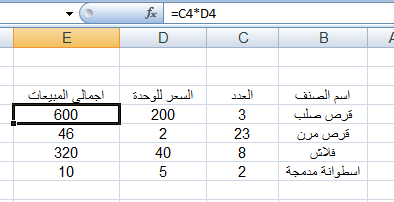 =C4*D4
E D C B A
اسم الصنف العدد السعر للوحدة اجمالي المبيعات
قرص صلب 3 200 600
قرص مرن 23 2 46
فلاش 8 40 320
اسطوانة مدمجة 2 5 10